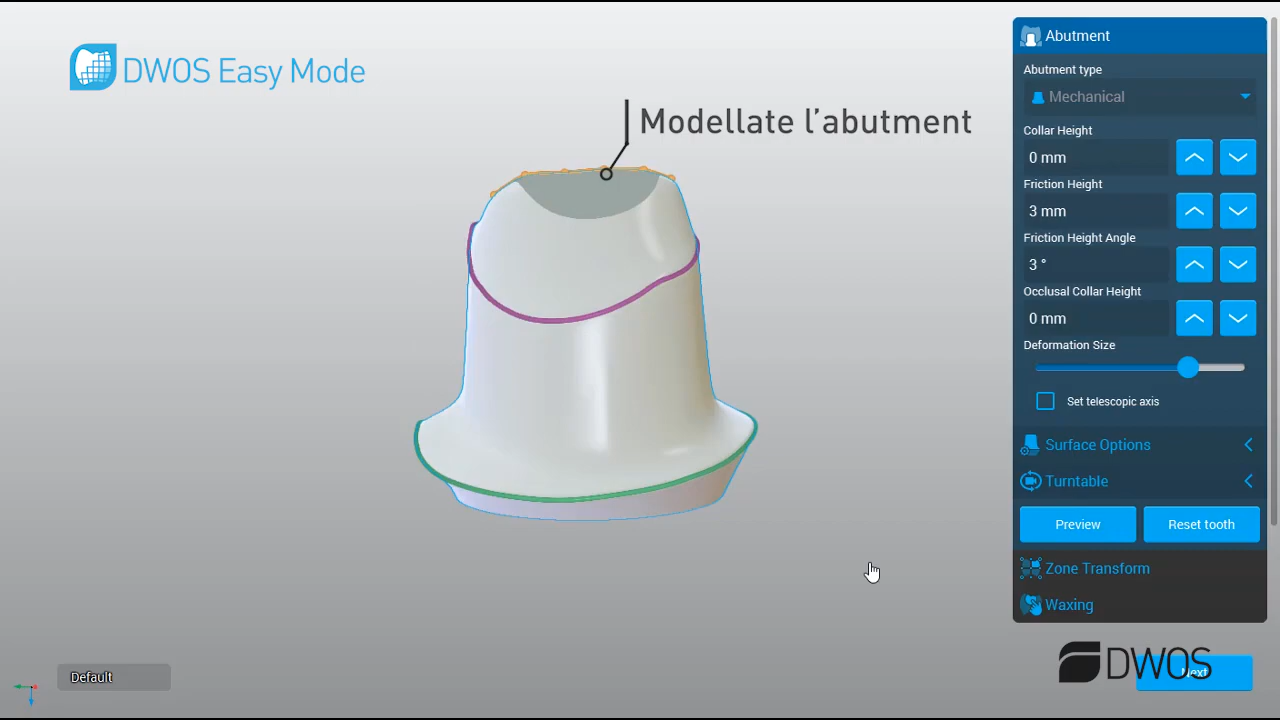 DWOS Easy Mode
Modellate l'abutment
Abutment
Abutment type
Mechanical
Collar Height
0 mm
Friction Height
3 mm
Friction Height Angle
3 °
Occlusal Collar Height
0 mm
Deformation Size
Set telescopic axis
Surface Options
Turntable
Preview
Reset tooth
Zone Transform
Waxing
Default
DWOS
Next